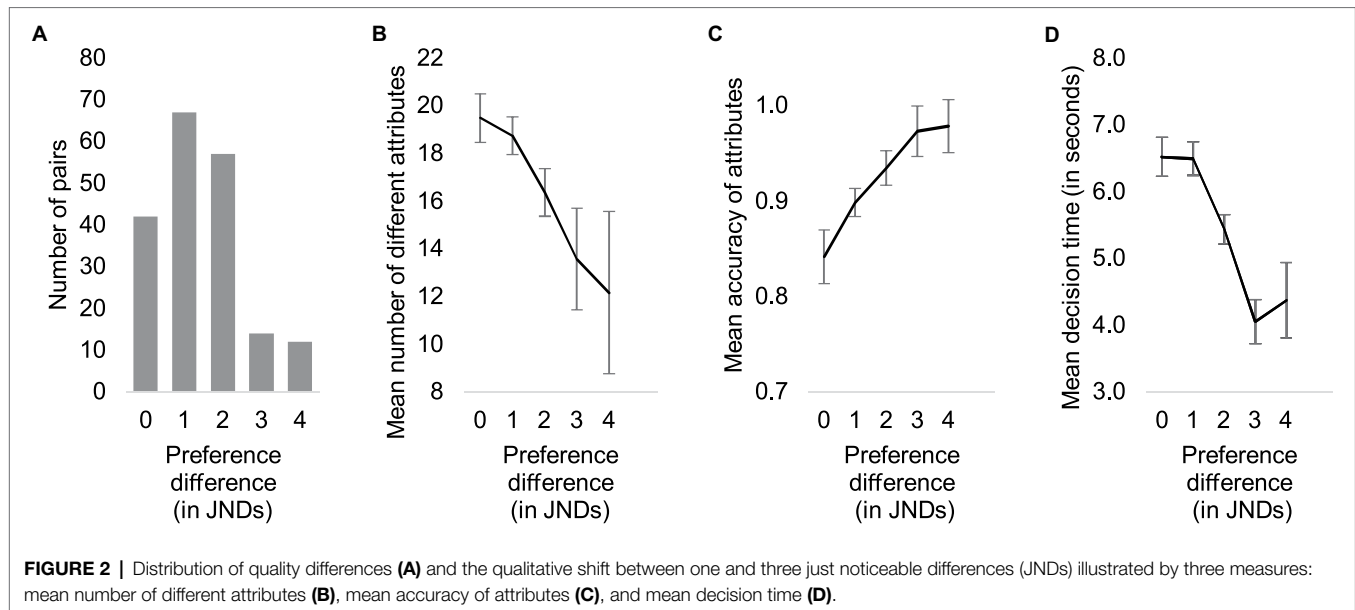 A
80
70
60
50
40
30
20
10
0
Number of pairs
0 1 2 3 4
Preference
difference
(in JNDs)
B
22
20
18
16
14
12
10
8
Mean number of different attributes
0 1 2 3 4
Preference
difference
(in JNDs)
C
1.0
0.9
0.8
0.7
Mean accuracy of attributes
0 1 2 3 4
Preference
difference
(in JNDs)
D
8.0
7.0
6.0
5.0
4.0
3.0
Mean decision time (in seconds)
0 1 2 3 4
Preference
difference
(in JNDs)
FIGURE 2 | Distribution of quality differences (A) and the qualitative shift between one and three just noticeable differences (JNDs) illustrated by three measures:
mean number of different attributes (B), mean accuracy of attributes (C), and mean decision time (D).